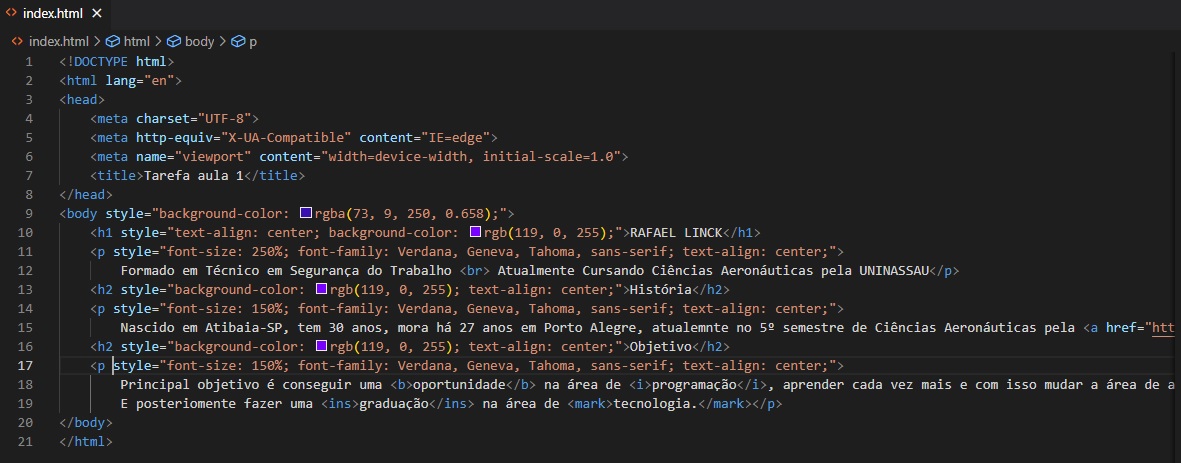 index.html
index.html > html > body > p
1 <!DOCTYPE html>
2 <html lang="en">
3 <head>
4 <meta charset="UTF-8">
5 <meta http-equiv="X-UA-Compatible" content="IE=edge">
6 <meta name="viewport" content="width=device-width, initial-scale=1.0">
7 <title>Tarefa aula 1</title>
8 </head>
9 <body style="background-color: rgba(73, 9, 250, 0.658);">
10 <h1 style="text-align: center; background-color: rgb(119, 0, 255);">RAFAEL LINCK</h1>
11 <p style="font-size: 250%; font-family: Verdana, Geneva, Tahoma, sans-serif; text-align: center;">
12 Formado em Técnico em Segurança do Trabalho <br> Atualmente Cursando Ciências Aeronáuticas pela UNINASSAU</p>
13 <h2 style="background-color: rgb(119, 0, 255); text-align: center;">História</h2>
14 <p style="font-size: 150%; font-family: Verdana, Geneva, Tahoma, sans-serif; text-align: center;">
15 Nascido em Atibaia-SP, tem 30 anos, mora há 27 anos em Porto Alegre, atualemnte no 5º semestre de Ciências Aeronáuticas pela <a href="htt
16 <h2 style="background-color: rgb(119, 0, 255); text-align: center;">Objetivo</h2>
17 <p style="font-size: 150%; font-family: Verdana, Geneva, Tahoma, sans-serif; text-align: center;">
18 Principal objetivo é conseguir uma <b>oportunidade</b> na área de <i>programação</i>, aprender cada vez mais e com isso mudar a área de a
19 E posteriomente fazer uma <ins>graduação</ins> na área de <mark>tecnologia.</mark></p>
20 </body>
21 </html>